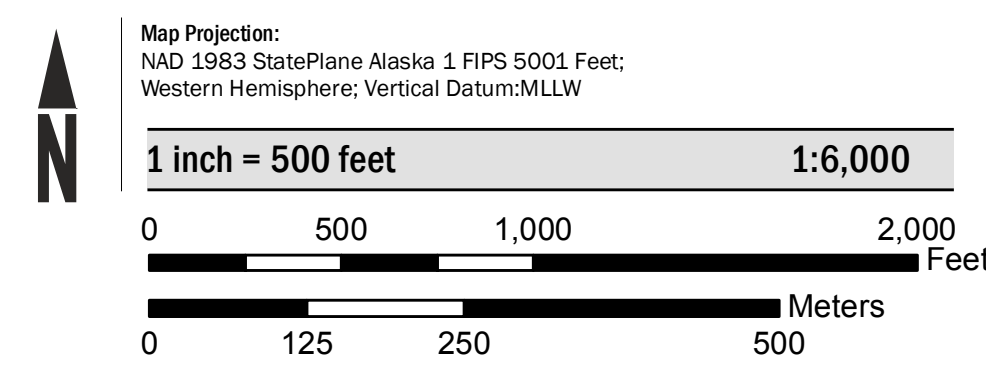 Map Projection:
NAD 1983 StatePlane Alaska 1 FIPS 5001 Feet;
Western Hemisphere; Vertical Datum:MLLW
N
1 inch = 500 feet 1:6,000
0 500 1,000 2,000
Feet
Meters
0 125 250 500